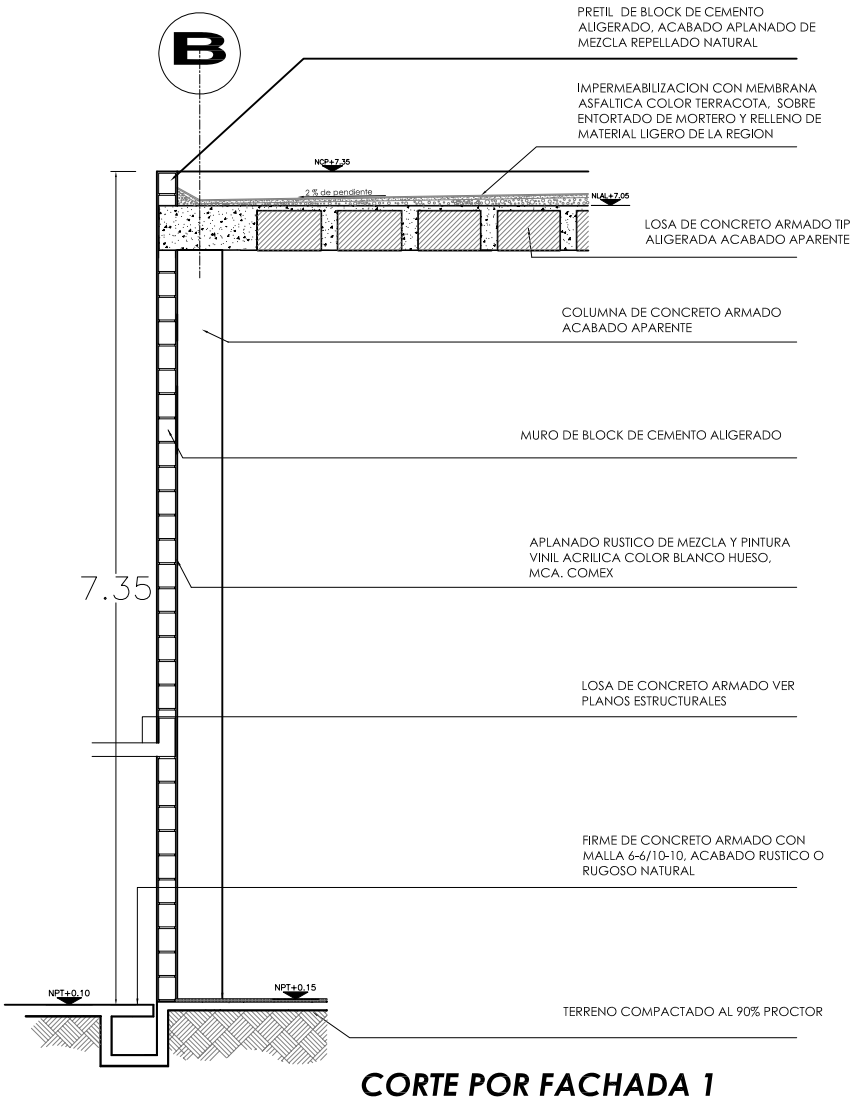 PRETIL DE BLOCK DE CEMENTO
ALIGERADO, ACABADO APLANADO DE
MEZCLA REPELLADO NATURAL
B
IMPERMEABILIZACION CON MEMBRANA
ASFALTICA COLOR TERRACOTA, SOBRE
ENTORTADO DE MORTERO Y RELLENO DE
MATERIAL LIGERO DE LA REGION
NCP+7.35
2 % de pendiente
NLAL+7.05
LOSA DE CONCRETO ARMADO TIP
ALIGERADA ACABADO APARENTE
COLUMNA DE CONCRETO ARMADO
ACABADO APARENTE
MURO DE BLOCK DE CEMENTO ALIGERADO
APLANADO RUSTICO DE MEZCLA Y PINTURA
VINIL ACRILICA COLOR BLANCO HUESO,
MCA. COMEX
7.35
LOSA DE CONCRETO ARMADO VER
PLANOS ESTRUCTURALES
FIRME DE CONCRETO ARMADO CON
MALLA 6-6/10-10, ACABADO RUSTICO O
RUGOSO NATURAL
NPT+0.10
NPT+0.15
TERRENO COMPACTADO AL 90% PROCTOR
CORTE POR FACHADA 1